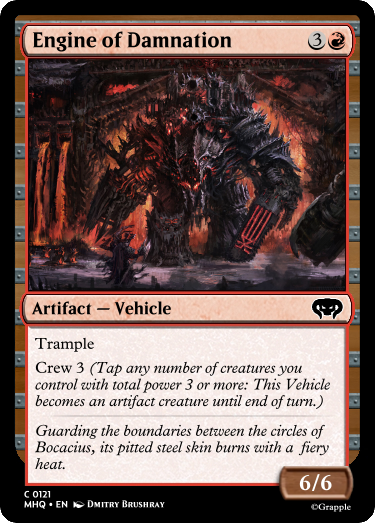 Engine of Damnation 3
Artifact — Vehicle
Trample
Crew 3 (Tap any number of creatures you
control with total power 3 or more: This Vehicle
becomes an artifact creature until end of turn.)
Guarding the boundaries between the circles of
Bocacius, its pitted steel skin burns with a fiery
heat.
6/6
C 0121
MHQ • EN Dmitry Brushray
©Grapple